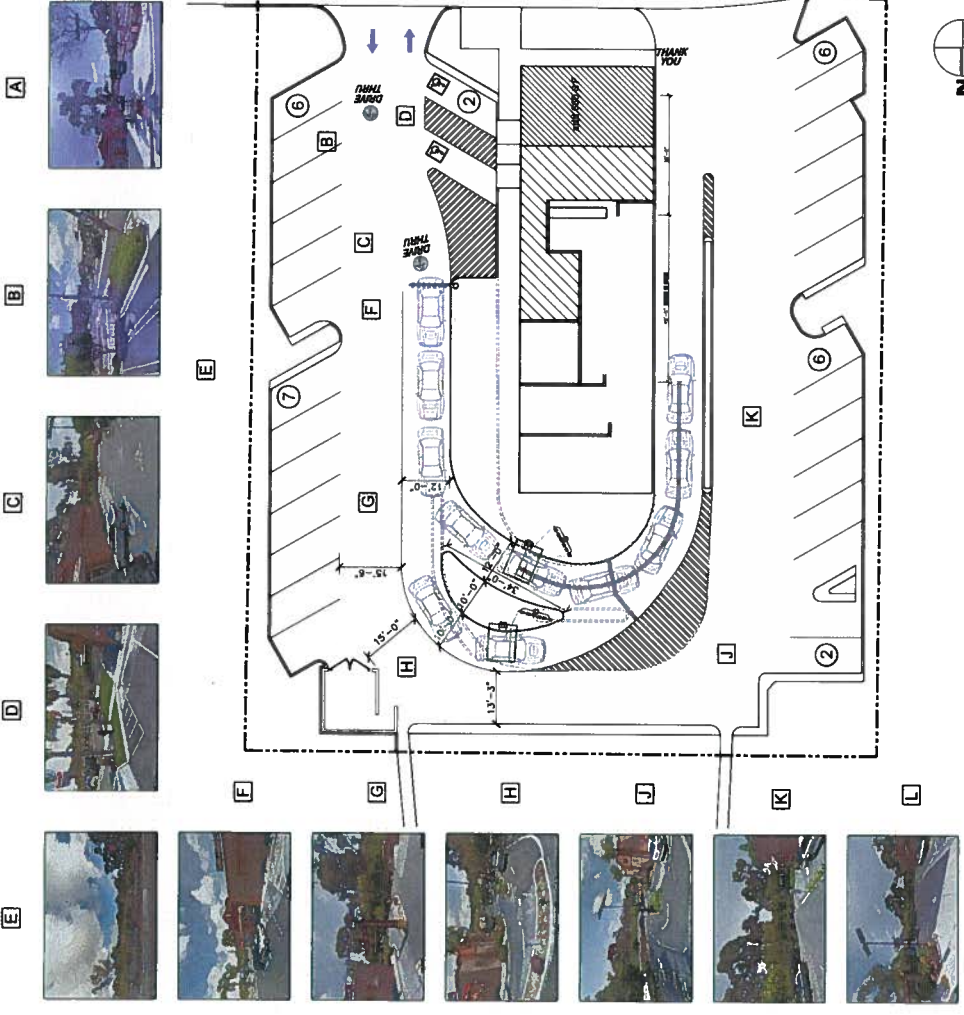 A
B
C
D
E
F
G
H
J
K
L
THANK
YOU
DRIVE
THRU
DRIVE
THRU
6
B
D
2
6
C
F
E
7
6
G
K
12'-0"
15'-6"
15'-0"
H
J
2
13'-3"
N